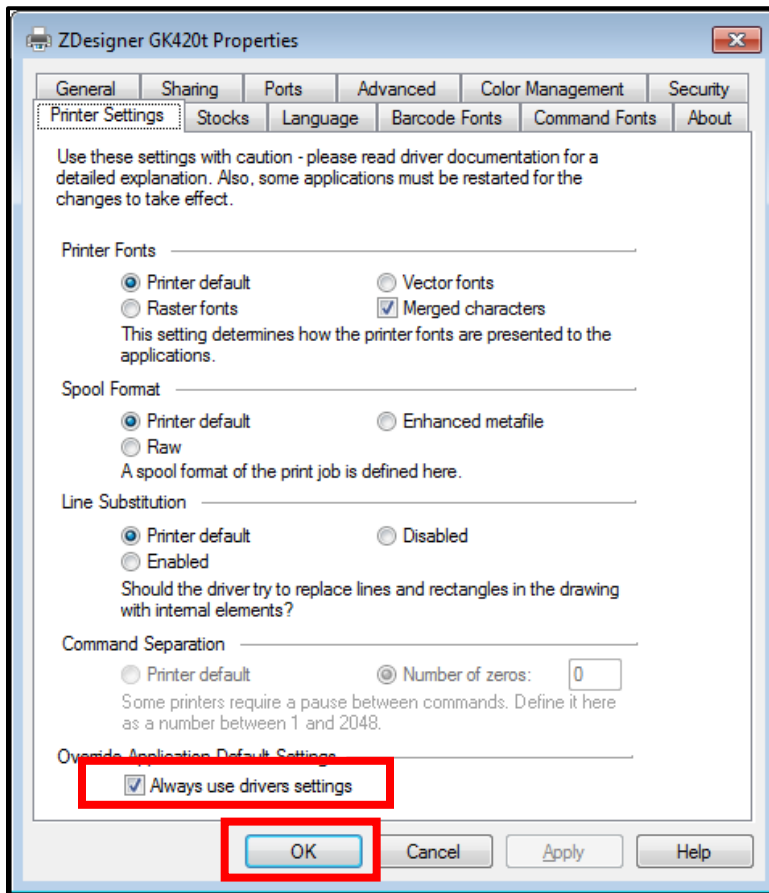 ZDesigner GK420t Properties
General Sharing Ports Advanced Color Management Security
Printer Settings Stocks Language Barcode Fonts Command Fonts About
Use these settings with caution - please read driver documentation for a
detailed explanation. Also, some applications must be restarted for the
changes to take effect.
Printer Fonts
Printer default Vector fonts
Raster fonts Merged characters
This setting determines how the printer fonts are presented to the
applications.
Spool Format
Printer default Enhanced metafile
Raw
A spool format of the print job is defined here.
Line Substitution
Printer default Disabled
Enabled
Should the driver try to replace lines and rectangles in the drawing
with internal elements?
Command Separation
Printer default Number of zeros: 0
Some printers require a pause between commands. Define it here
as a number between 1 and 2048.
Override Application Default Settings
Always use drivers settings
OK Cancel Apply Help